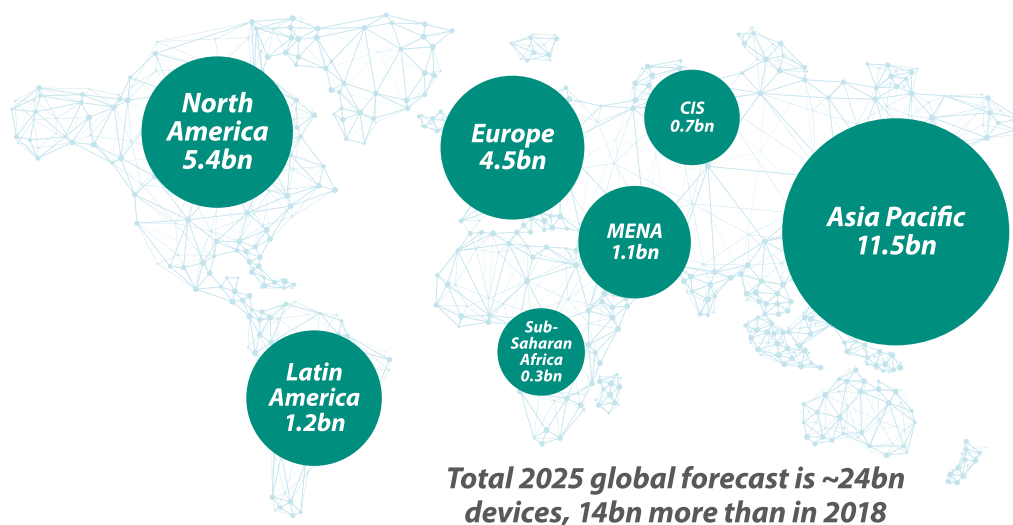 North
America
5.4bn
Europe
4.5bn
CIS
0.7bn
MENA
1.1bn
Asia Pacific
11.5bn
Sub-
Saharan
Africa
0.3bn
Latin
America
1.2bn
Total 2025 global forecast is ~24bn
devices, 14bn more than in 2018